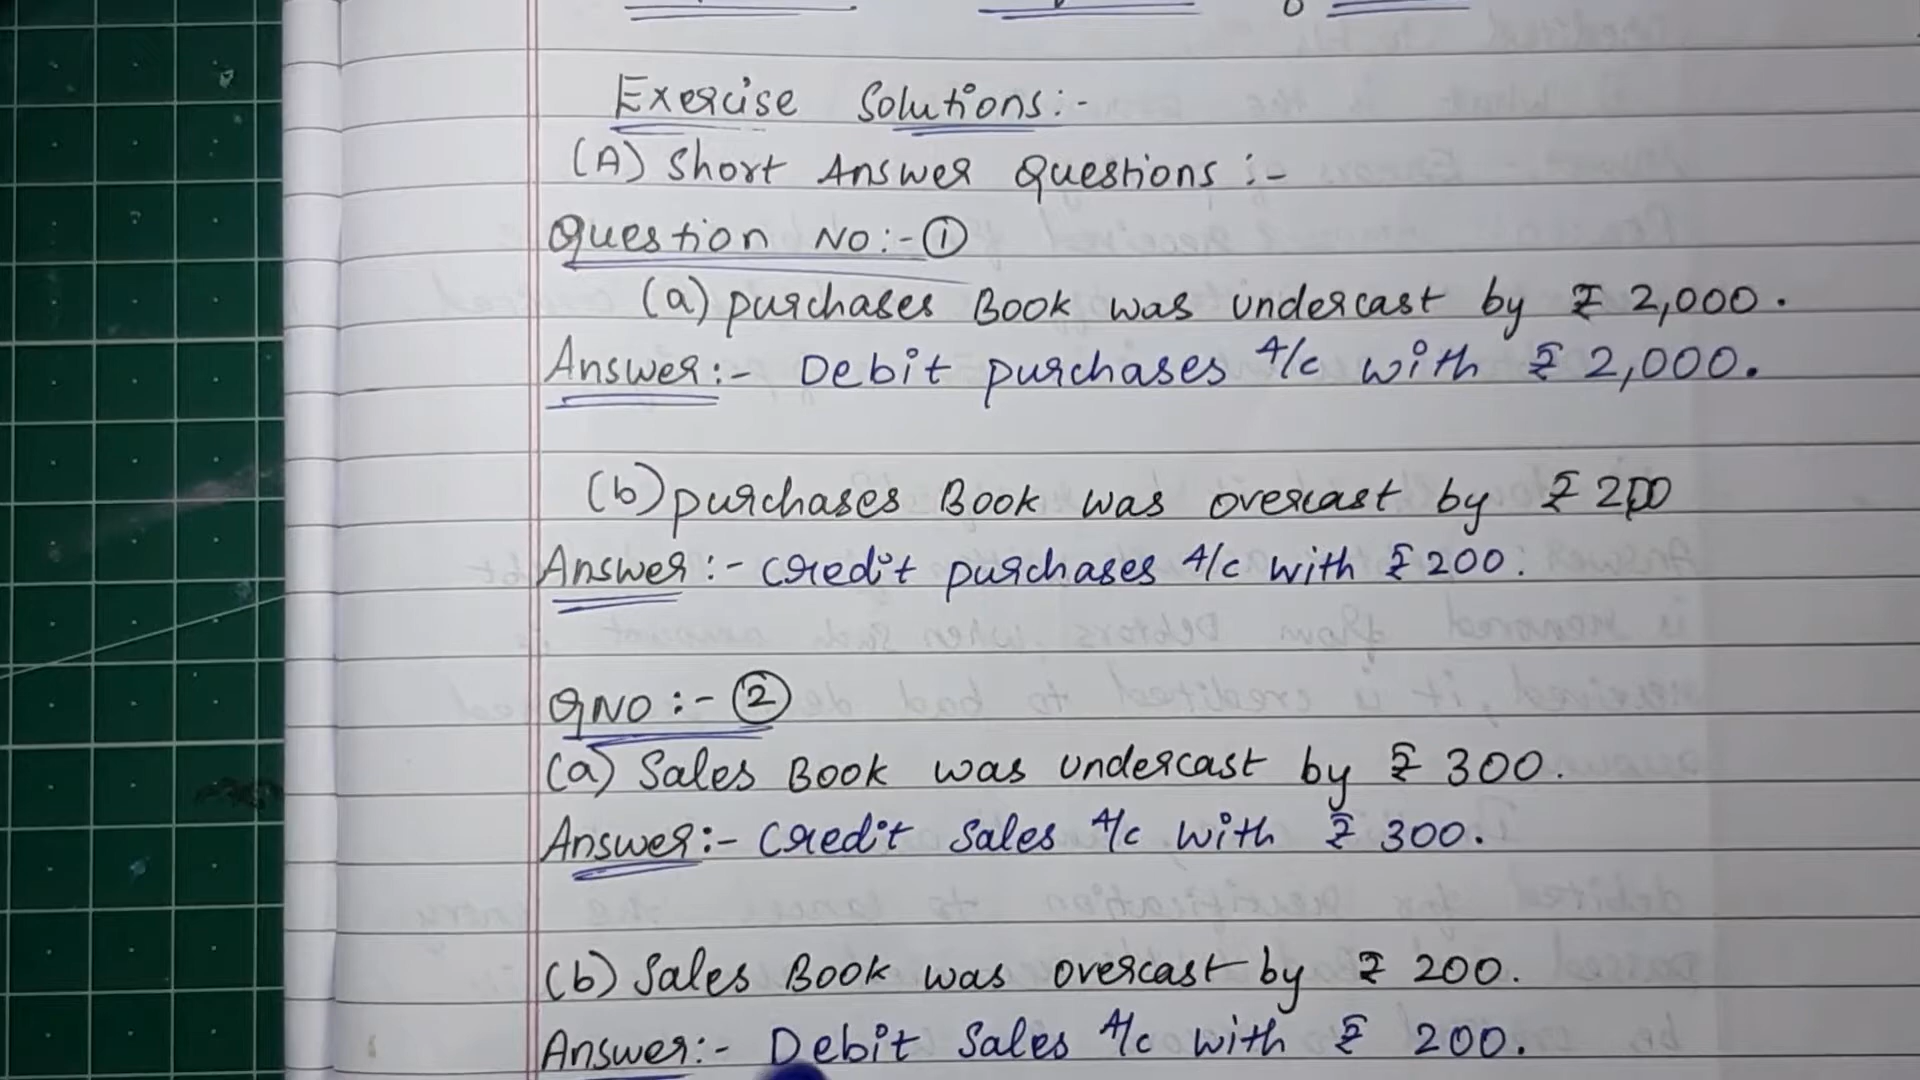 Exercise Solutions:-
(A) Short Answer Questions :-
Question No:- ①
(a) purchases Book was undercast by ₹ 2,000.
Answer:- Debit purchases A/c with ₹ 2,000.
(b) purchases Book was overcast by ₹ 200
Answer:- credit purchases A/c with ₹ 200.
QNO:- ②
(a) Sales Book was undercast by ₹ 300.
Answer:- Credit Sales A/c with ₹ 300.
(b) Sales Book was overcast by ₹ 200.
Answer:- Debit Sales A/c with ₹ 200.